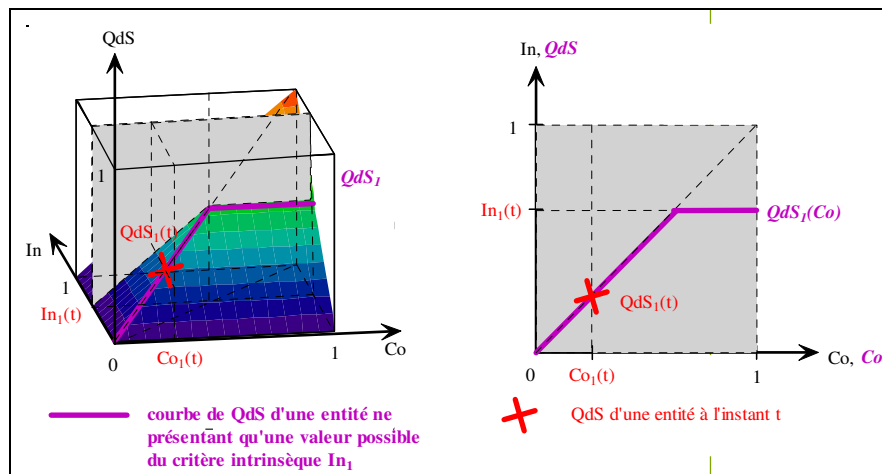 QdS
1
QdS₁
QdS₁(t)
In
1
In₁(t)
0
Co₁(t)
1
Co
In, QdS
1
In₁(t)
QdS₁(Co)
QdS₁(t)
0
Co₁(t)
1
Co, Co
courbe de QdS d'une entité ne
présentant qu'une valeur possible
du critère intrinsèque In₁
QdS d'une entité à l'instant t